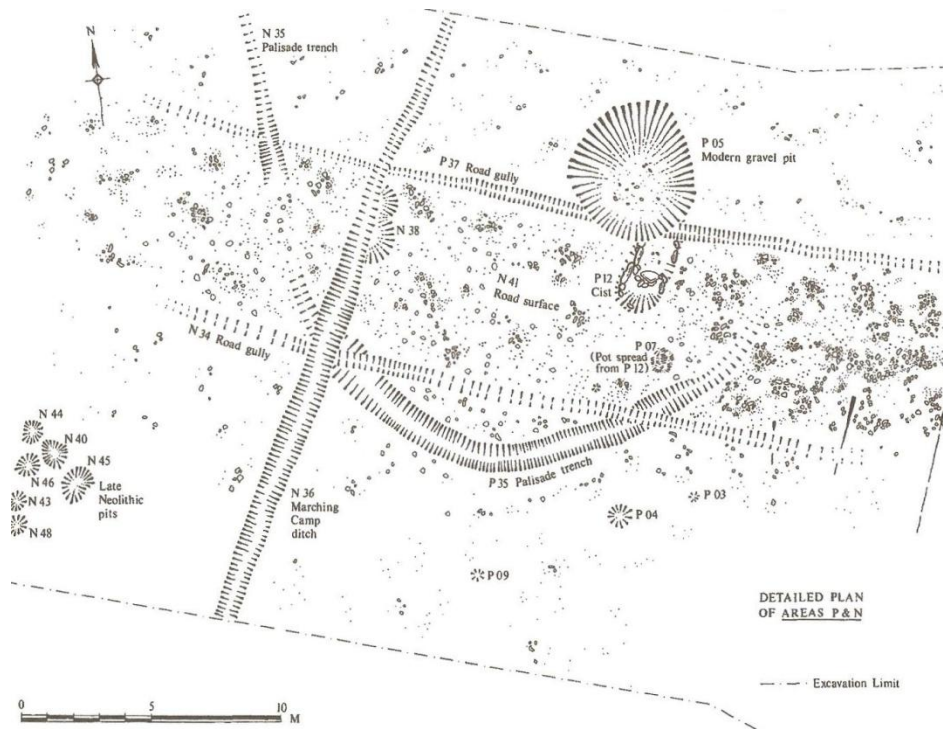 N
N 35
Palisade trench
P 05
Modern gravel pit
P 37 Road gully
N 38
P12
Cist
N 41
Road surface
N 34 Road gully
P 07
(Pot spread
from P 12)
N 44
N 40
N 45
N 46
Late
Neolithic
pits
N 43
N 48
N 36
Marching
Camp
ditch
P 35 Palisade trench
P 03
P 04
P 09
DETAILED PLAN
OF AREAS P & N
Excavation Limit
0 5 10
M